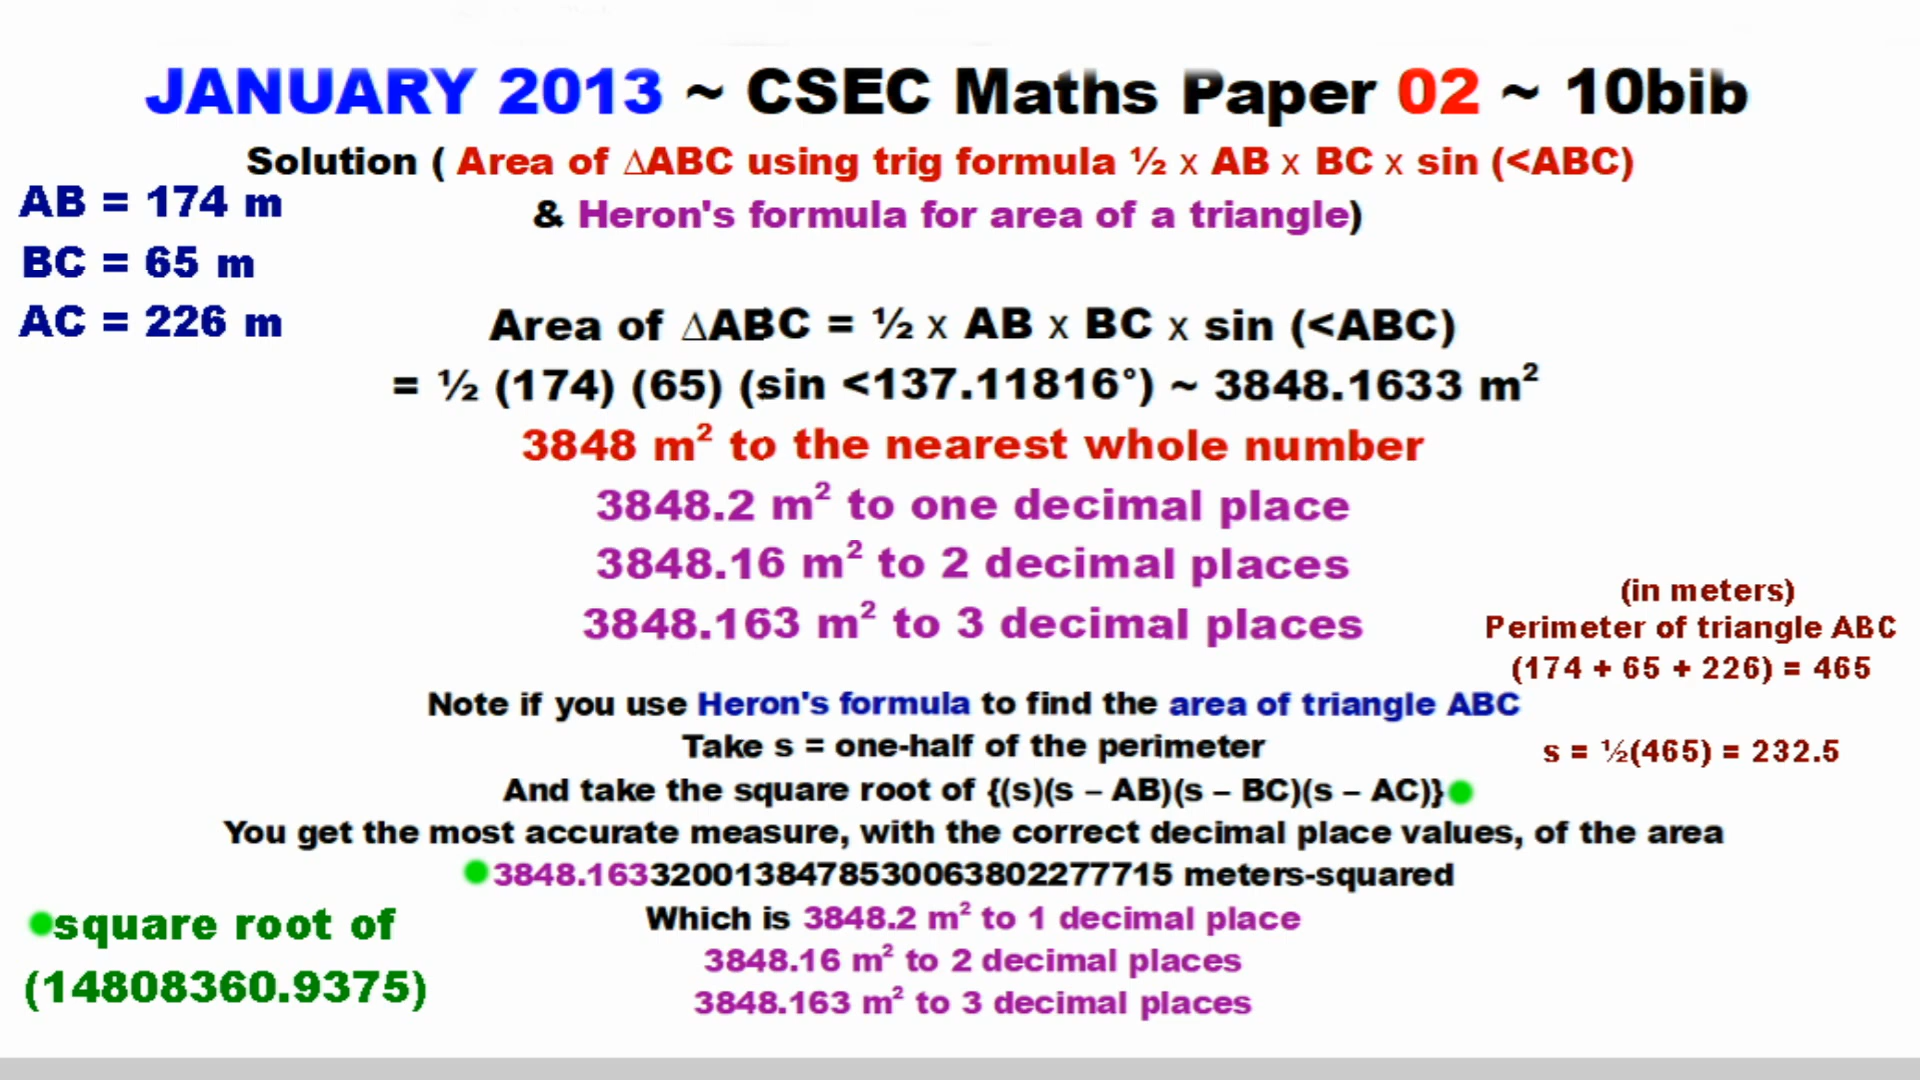 JANUARY 2013 ~ CSEC Maths Paper 02 ~ 10bib
Solution ( Area of ∆ABC using trig formula ½ x AB x BC x sin (<ABC)
& Heron's formula for area of a triangle)
AB = 174 m
BC = 65 m
AC = 226 m
Area of ∆ABC = ½ x AB x BC x sin (<ABC)
= ½ (174) (65) (sin <137.11816°) ~ 3848.1633 m²
3848 m² to the nearest whole number
3848.2 m² to one decimal place
3848.16 m² to 2 decimal places
3848.163 m² to 3 decimal places
(in meters)
Perimeter of triangle ABC
(174 + 65 + 226) = 465
s = ½(465) = 232.5
Note if you use Heron's formula to find the area of triangle ABC
Take s = one-half of the perimeter
And take the square root of {(s)(s – AB)(s – BC)(s – AC)}
You get the most accurate measure, with the correct decimal place values, of the area
3848.16332001384785300638022777​15 meters-squared
Which is 3848.2 m² to 1 decimal place
3848.16 m² to 2 decimal places
3848.163 m² to 3 decimal places
square root of
(14808360.9375)